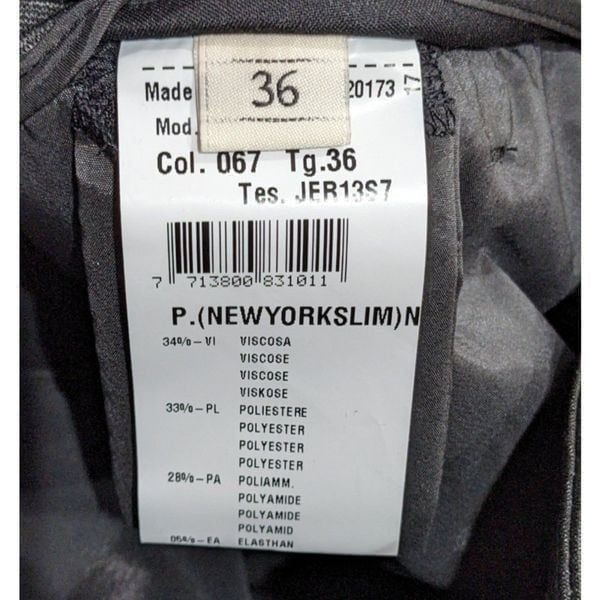 Made 20173 17
36
Mod.
Col. 067 Tg.36
Tes. JER13S7
7 713800 831011
P.(NEWYORKSLIM)N
34%-VI VISCOSA
VISCOSE
VISCOSE
VISKOSE
33%-PL POLIESTERE
POLYESTER
POLYESTER
POLYESTER
28%-PA POLIAMM.
POLYAMIDE
POLYAMIDE
POLYAMID
05%-EA ELASTHAN